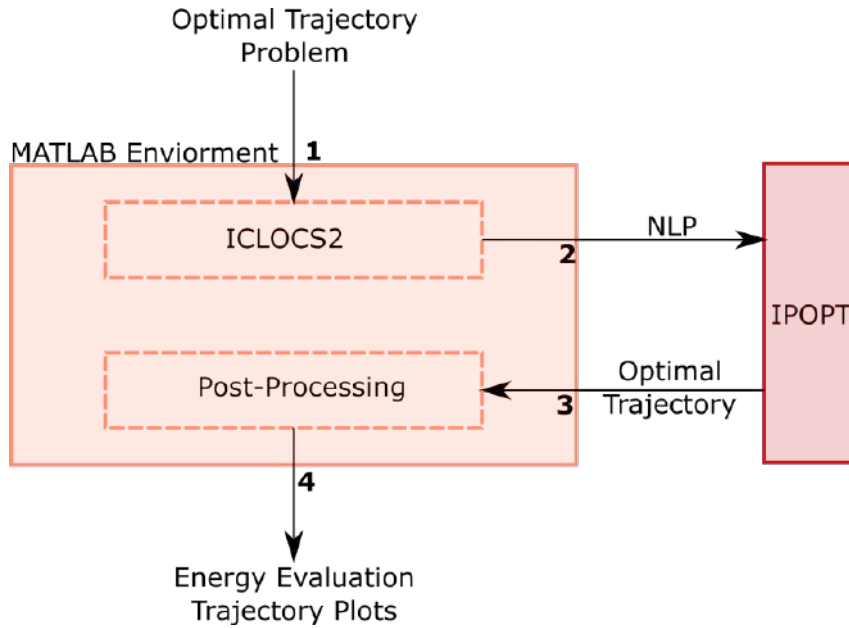 Optimal Trajectory
Problem
MATLAB Enviorment
1
ICLOCS2
2
NLP
IPOPT
Post-Processing
3
Optimal
Trajectory
4
Energy Evaluation
Trajectory Plots